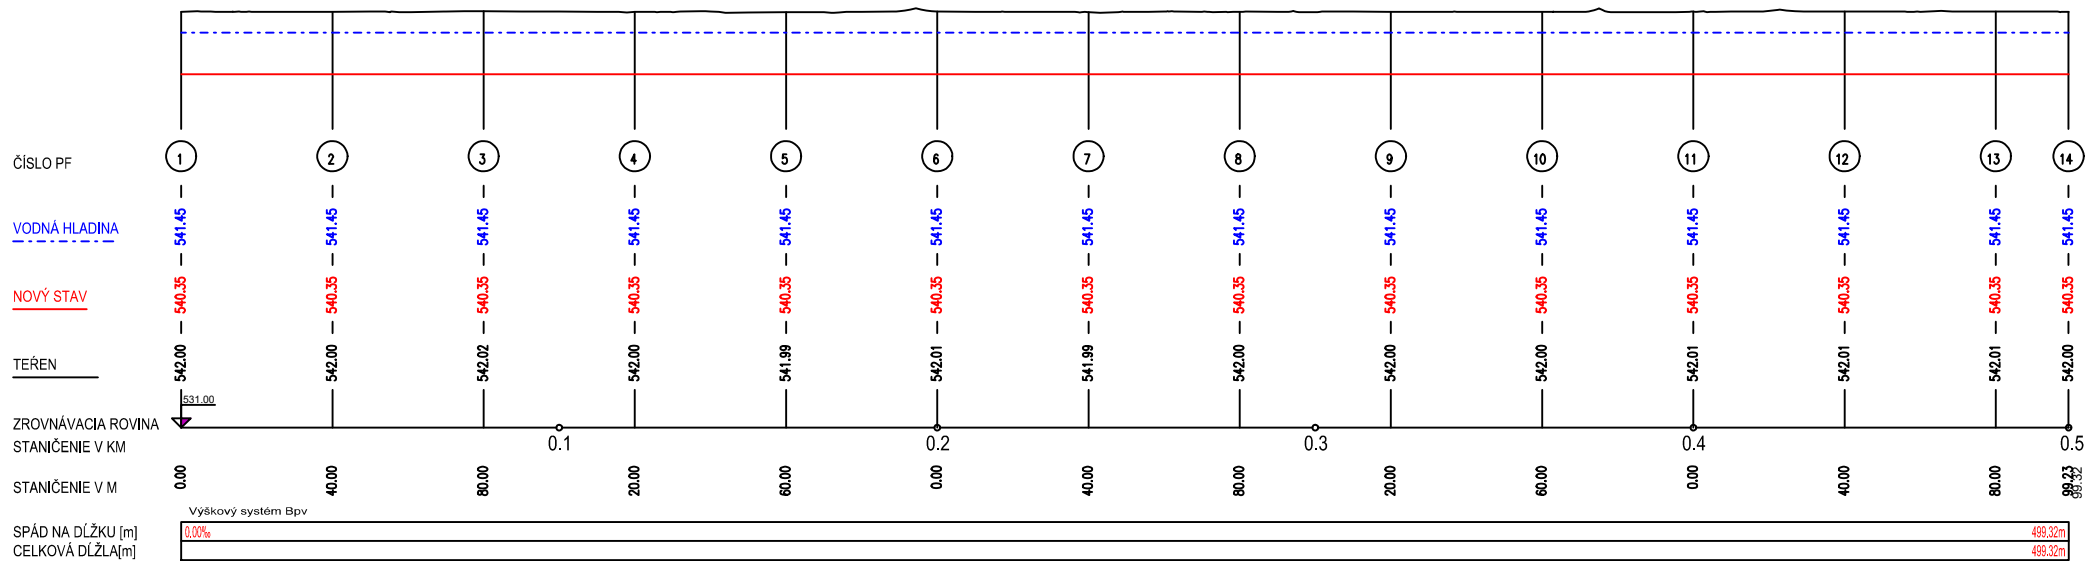 ČÍSLO PF 1 2 3 4 5 6 7 8 9 10 11 12 13 14
VODNÁ HLADINA 541.45 541.45 541.45 541.45 541.45 541.45 541.45 541.45 541.45 541.45 541.45 541.45 541.45 541.45
NOVÝ STAV 540.35 540.35 540.35 540.35 540.35 540.35 540.35 540.35 540.35 540.35 540.35 540.35 540.35 540.35
TEŔEN 542.00 542.00 542.02 542.00 541.99 542.01 541.99 542.00 542.00 542.00 542.01 542.01 542.01 542.00
531.00
ZROVNÁVACIA ROVINA
STANIČENIE V KM 0.1 0.2 0.3 0.4 0.5
STANIČENIE V M 0.00 40.00 80.00 20.00 60.00 0.00 40.00 80.00 20.00 60.00 0.00 40.00 80.00 99.23 99.32
Výškový systém Bpv
SPÁD NA DĹŽKU [m] 0,00‰ 499.32m
CELKOVÁ DĹŽLA[m] 499.32m